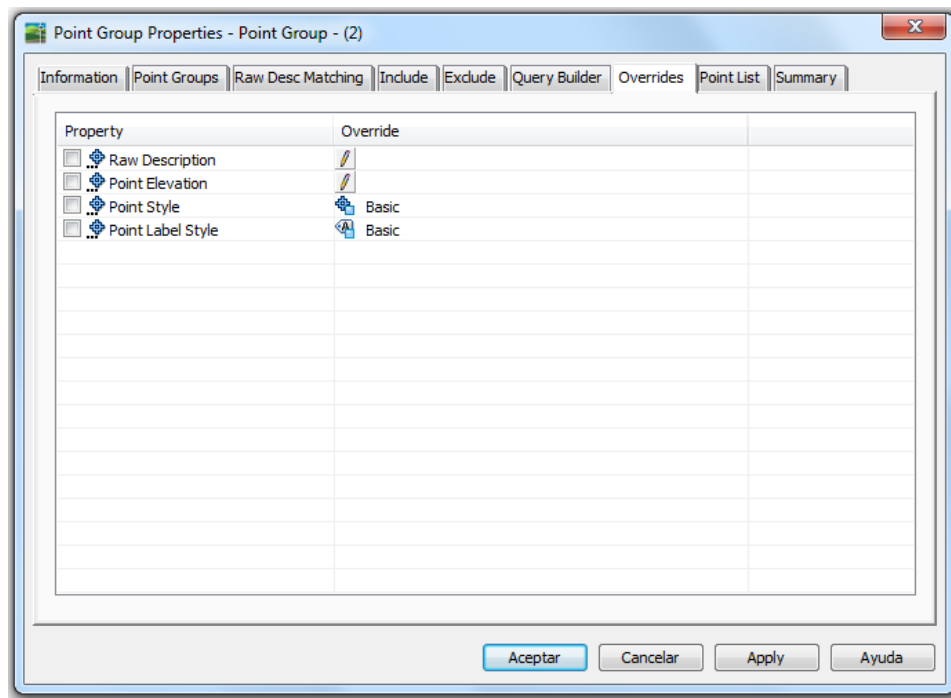 Point Group Properties - Point Group - (2)
Information Point Groups Raw Desc Matching Include Exclude Query Builder Overrides Point List Summary
Property Override
Raw Description
Point Elevation
Point Style Basic
Point Label Style Basic
Aceptar Cancelar Apply Ayuda